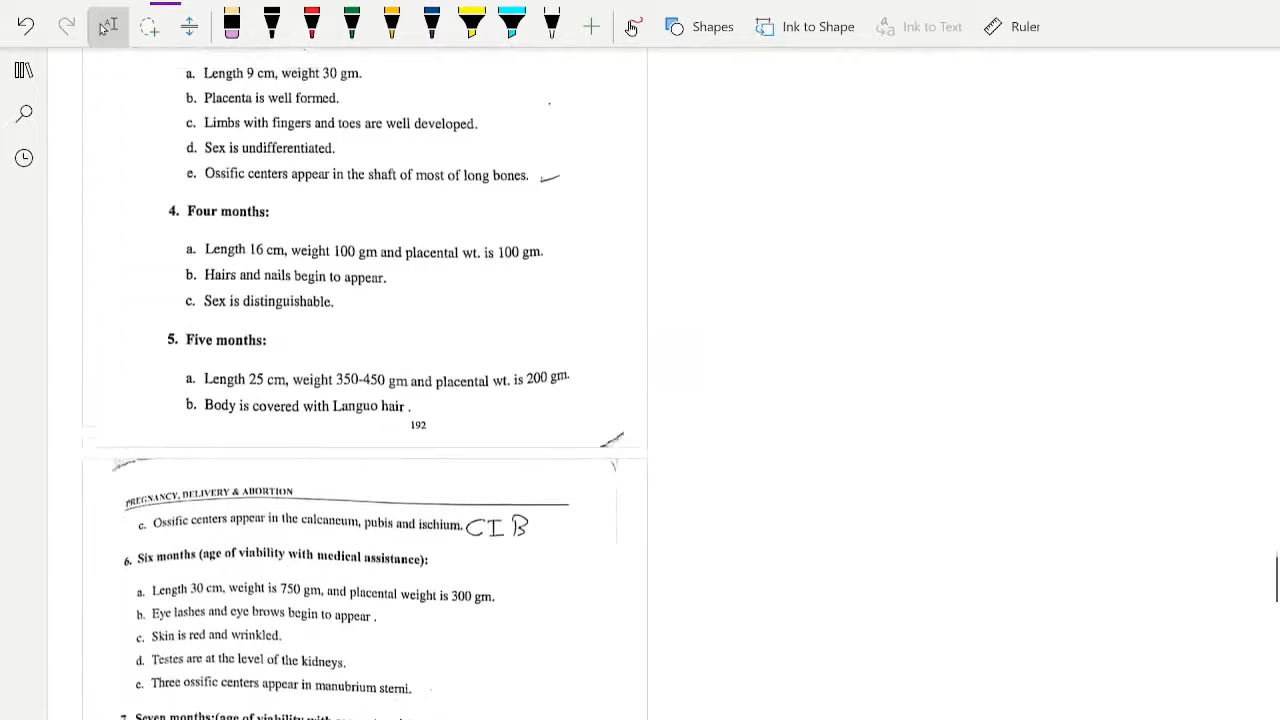 Shapes Ink to Shape Ink to Text Ruler
a. Length 9 cm, weight 30 gm.
b. Placenta is well formed.
c. Limbs with fingers and toes are well developed.
d. Sex is undifferentiated.
e. Ossific centers appear in the shaft of most of long bones.
4. Four months:
a. Length 16 cm, weight 100 gm and placental wt. is 100 gm.
b. Hairs and nails begin to appear.
c. Sex is distinguishable.
5. Five months:
a. Length 25 cm, weight 350-450 gm and placental wt. is 200 gm.
b. Body is covered with Languo hair .
192
PREGNANCY, DELIVERY & ABORTION
c. Ossific centers appear in the calcaneum, pubis and ischium. CIB
6. Six months (age of viability with medical assistance):
a. Length 30 cm, weight is 750 gm, and placental weight is 300 gm.
b. Eye lashes and eye brows begin to appear .
c. Skin is red and wrinkled.
d. Testes are at the level of the kidneys.
e. Three ossific centers appear in manubrium sterni.
7. Seven months:(age of viability with